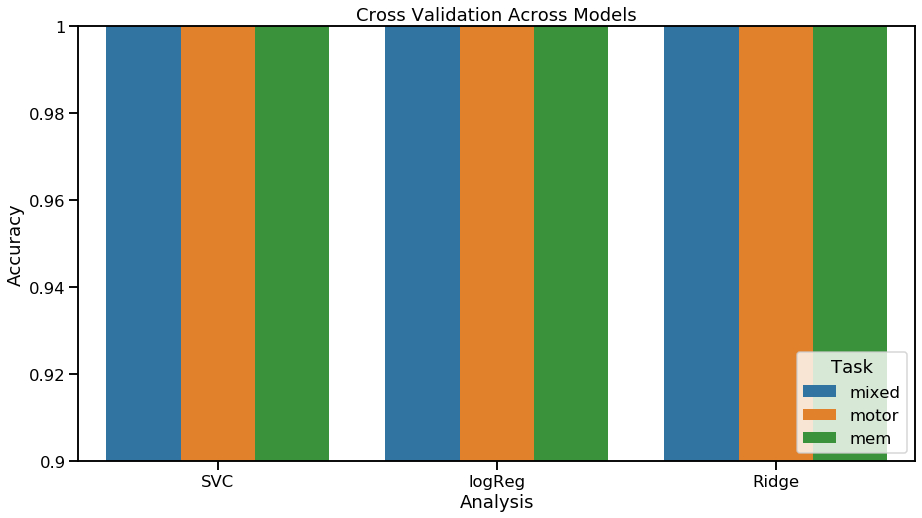 Cross Validation Across Models
1
0.98
0.96
0.94
0.92
0.9
Accuracy
SVC
logReg
Ridge
Analysis
Task
mixed
motor
mem